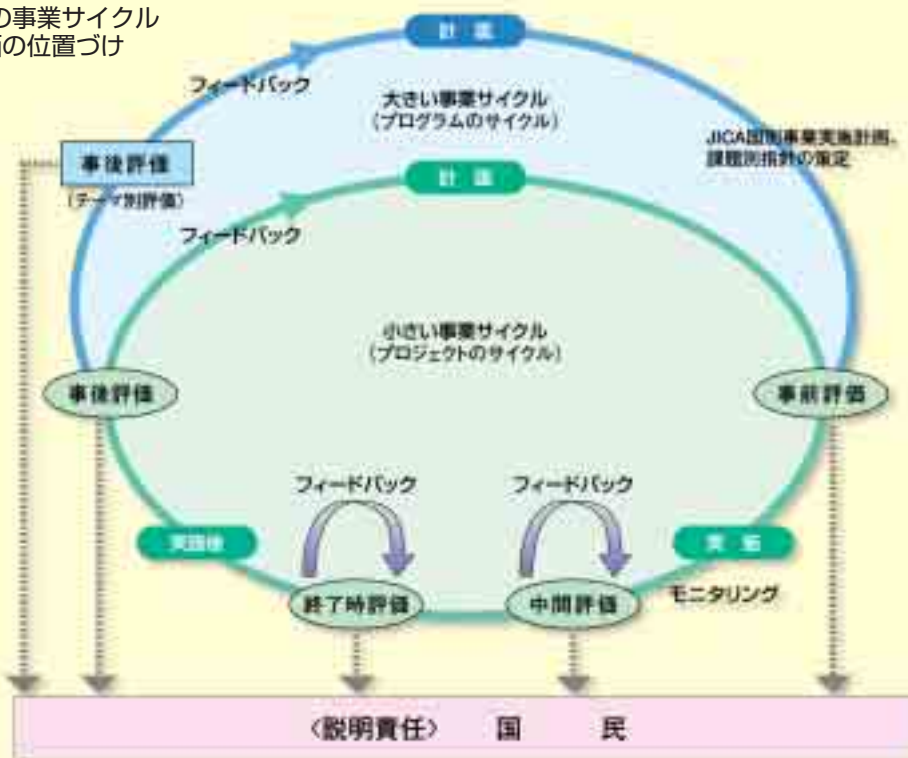 の事業サイクル
面の位置づけ
計 画
フィードバック
大きい事業サイクル
(プログラムのサイクル)
JICA国別事業実施計画、
課題別指針の策定
事後評価
(テーマ別評価)
計 画
フィードバック
小さい事業サイクル
(プロジェクトのサイクル)
事後評価
事前評価
フィードバック
フィードバック
実施後
実 施
終了時評価
中間評価
モニタリング
〈説明責任〉 国 民